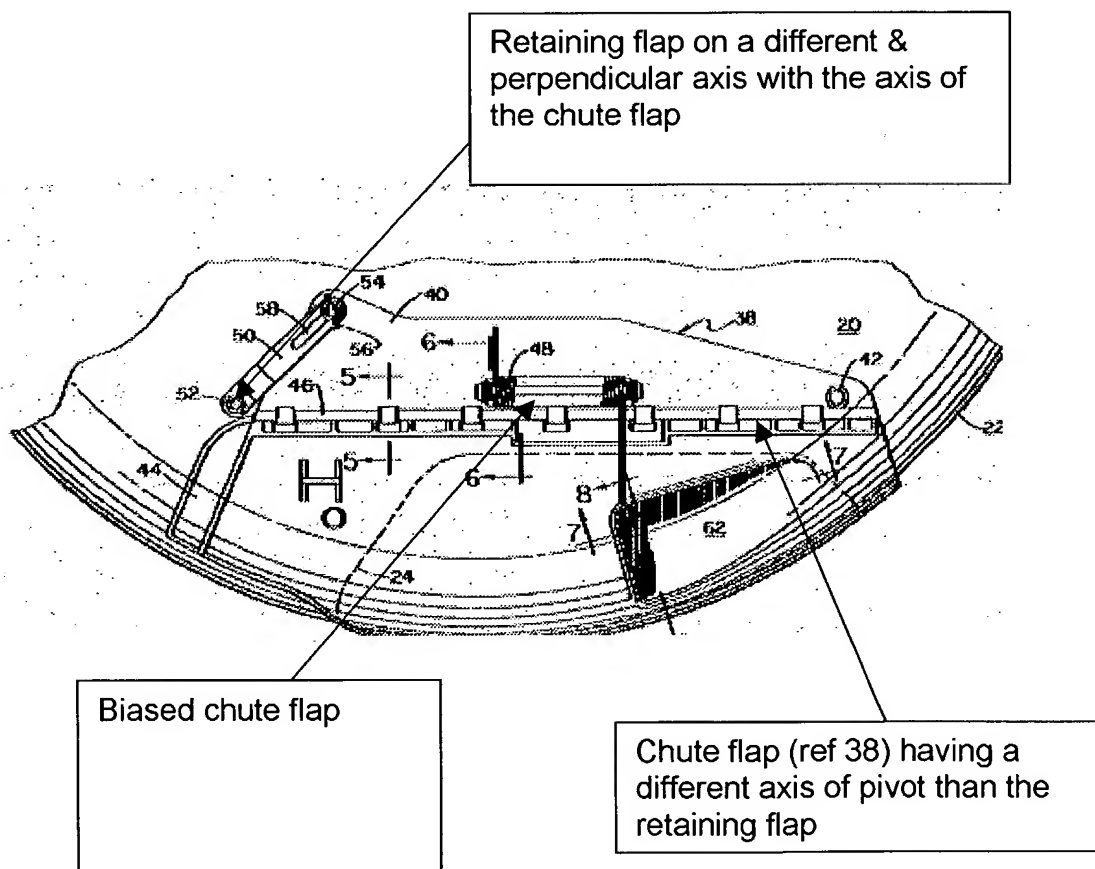 Retaining flap on a different &
perpendicular axis with the axis of
the chute flap
54
58
40
50
38
20
6
56
48
42
5
52
46
22
5
6
44
7
H
8
O
7
62
24
Biased chute flap
Chute flap (ref 38) having a
different axis of pivot than the
retaining flap